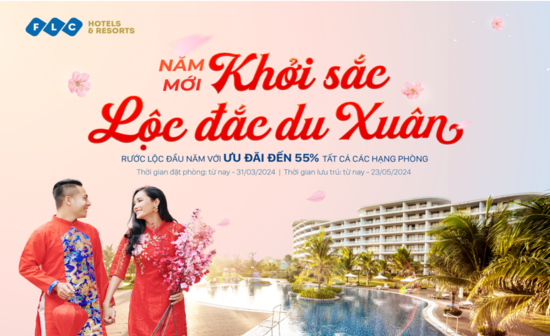 FLC
HOTELS
& RESORTS
NĂM
MỚI
Khởi sắc
Lộc đắc du Xuân
RƯỚC LỘC ĐẦU NĂM VỚI ƯU ĐÃI ĐẾN 55% TẤT CẢ CÁC HẠNG PHÒNG
Thời gian đặt phòng: từ nay - 31/03/2024 | Thời gian lưu trú: từ nay - 23/05/2024